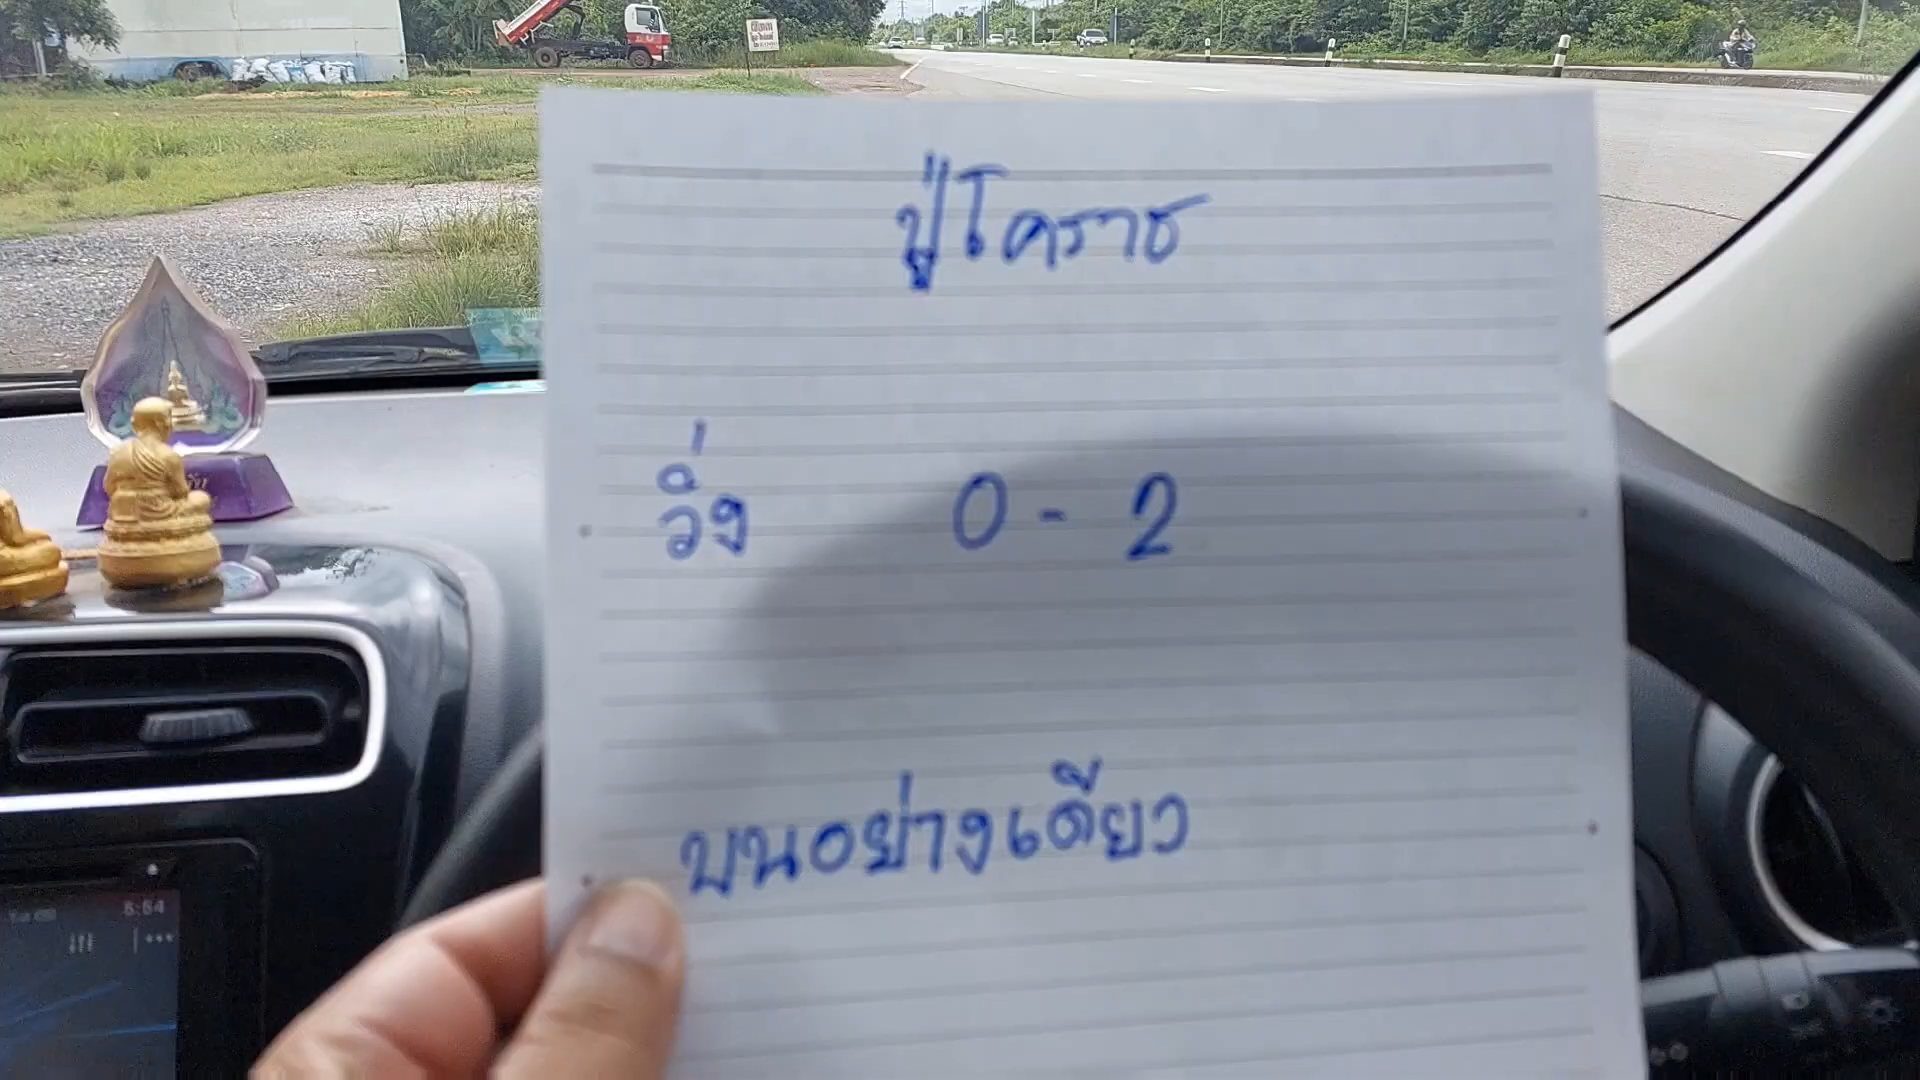 ปู่โคราช
วิ่ง 0 - 2
บนอย่างเดียว